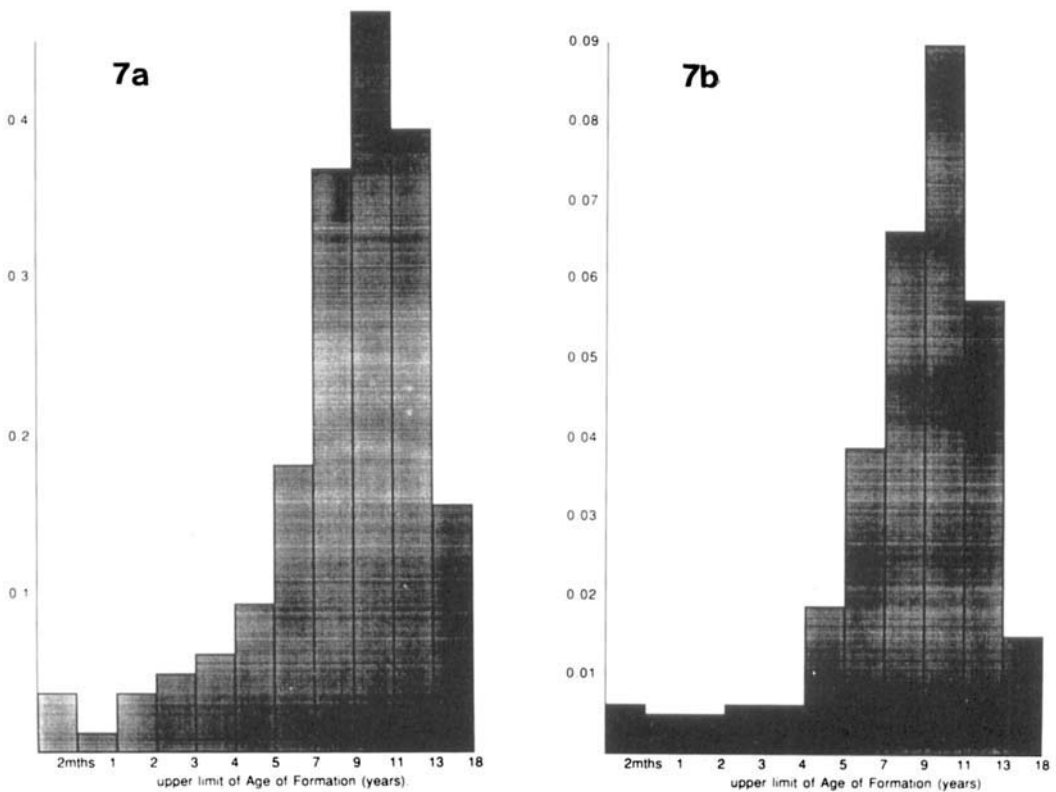 7a
0 4
0 3
0 2
0 1
2mths 1 2 3 4 5 7 9 11 13 18
upper limit of Age of Formation (years).
7b
0 09
0 08
0 07
0 06
0 05
0 04
0 03
0 02
0 01
2mths 1 2 3 4 5 7 9 11 13 18
upper limit of Age of Formation (years)